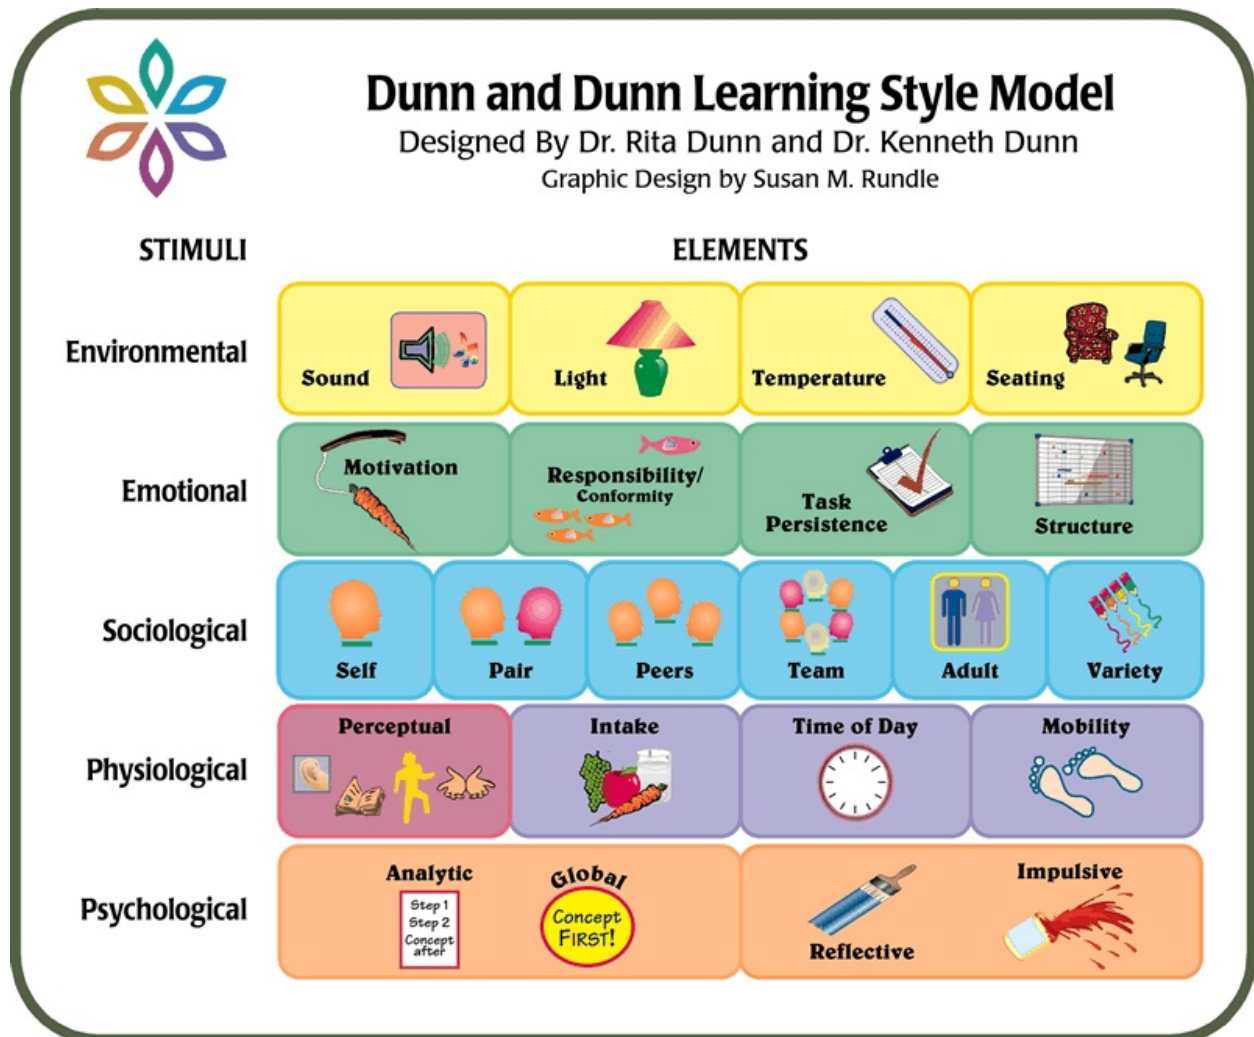 Dunn and Dunn Learning Style Model
Designed By Dr. Rita Dunn and Dr. Kenneth Dunn
Graphic Design by Susan M. Rundle
STIMULI
ELEMENTS
Environmental
Sound
Light
Temperature
Seating
Emotional
Motivation
Responsibility/
Conformity
Task
Persistence
Structure
Sociological
Self
Pair
Peers
Team
Adult
Variety
Physiological
Perceptual
Intake
Time of Day
Mobility
Psychological
Analytic
Step 1
Step 2
Concept
after
Global
Concept
FIRST!
Reflective
Impulsive